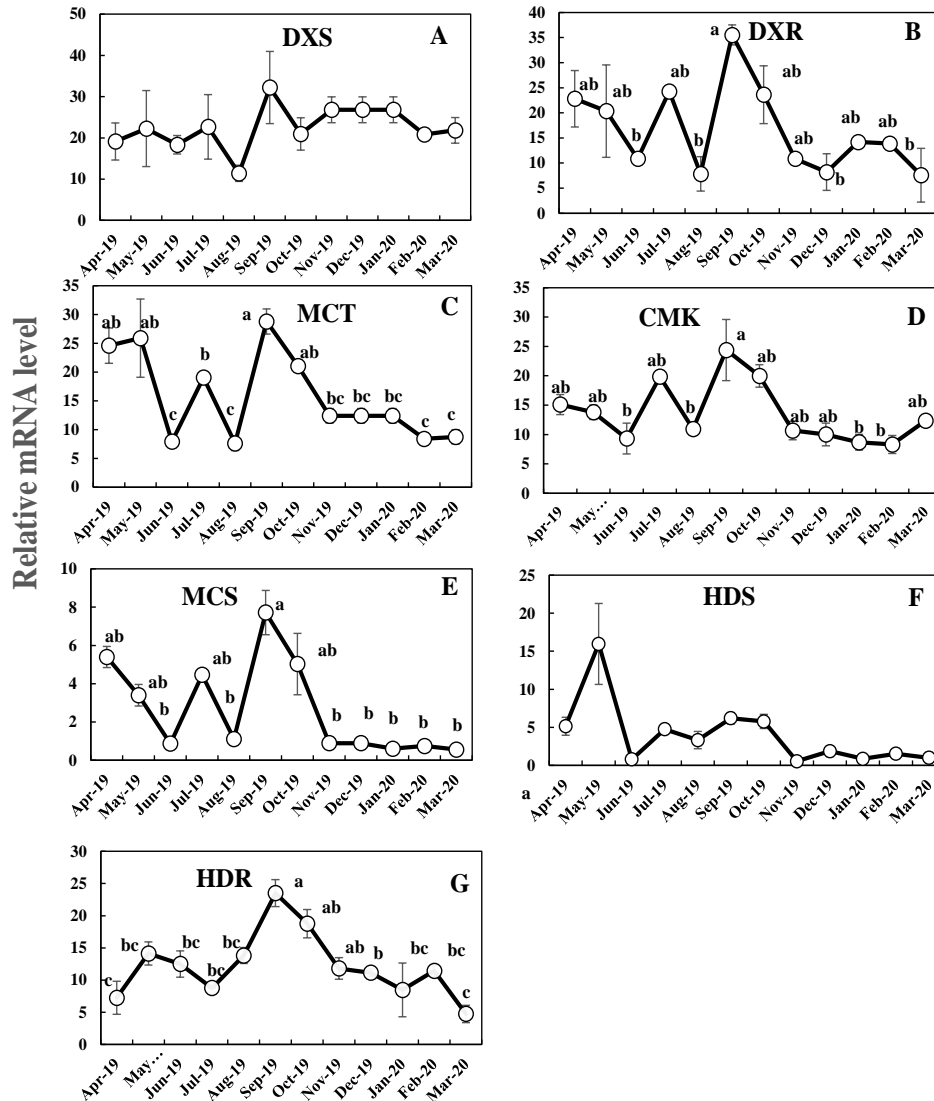 Relative mRNA level
DXS A
50
40
30
20
10
0
Apr-19 May-19 Jun-19 Jul-19 Aug-19 Sep-19 Oct-19 Nov-19 Dec-19 Jan-20 Feb-20 Mar-20
DXR B
40
35
30
25
20
15
10
5
0
ab ab b ab b a ab ab b ab ab b
Apr-19 May-19 Jun-19 Jul-19 Aug-19 Sep-19 Oct-19 Nov-19 Dec-19 Jan-20 Feb-20 Mar-20
MCT C
35
30
25
20
15
10
5
0
ab ab c b c a ab bc bc bc c c
Apr-19 May-19 Jun-19 Jul-19 Aug-19 Sep-19 Oct-19 Nov-19 Dec-19 Jan-20 Feb-20 Mar-20
CMK D
35
30
25
20
15
10
5
0
ab ab b ab b a ab ab ab b b ab
Apr-19 May… Jun-19 Jul-19 Aug-19 Sep-19 Oct-19 Nov-19 Dec-19 Jan-20 Feb-20 Mar-20
MCS E
10
8
6
4
2
0
ab ab b ab b a ab b b b b b
Apr-19 May-19 Jun-19 Jul-19 Aug-19 Sep-19 Oct-19 Nov-19 Dec-19 Jan-20 Feb-20 Mar-20
HDS F
25
20
15
10
5
0
a
Apr-19 May-19 Jun-19 Jul-19 Aug-19 Sep-19 Oct-19 Nov-19 Dec-19 Jan-20 Feb-20 Mar-20
HDR G
30
25
20
15
10
5
0
c bc bc bc bc a ab ab b bc bc c
Apr-19 May… Jun-19 Jul-19 Aug-19 Sep-19 Oct-19 Nov-19 Dec-19 Jan-20 Feb-20 Mar-20